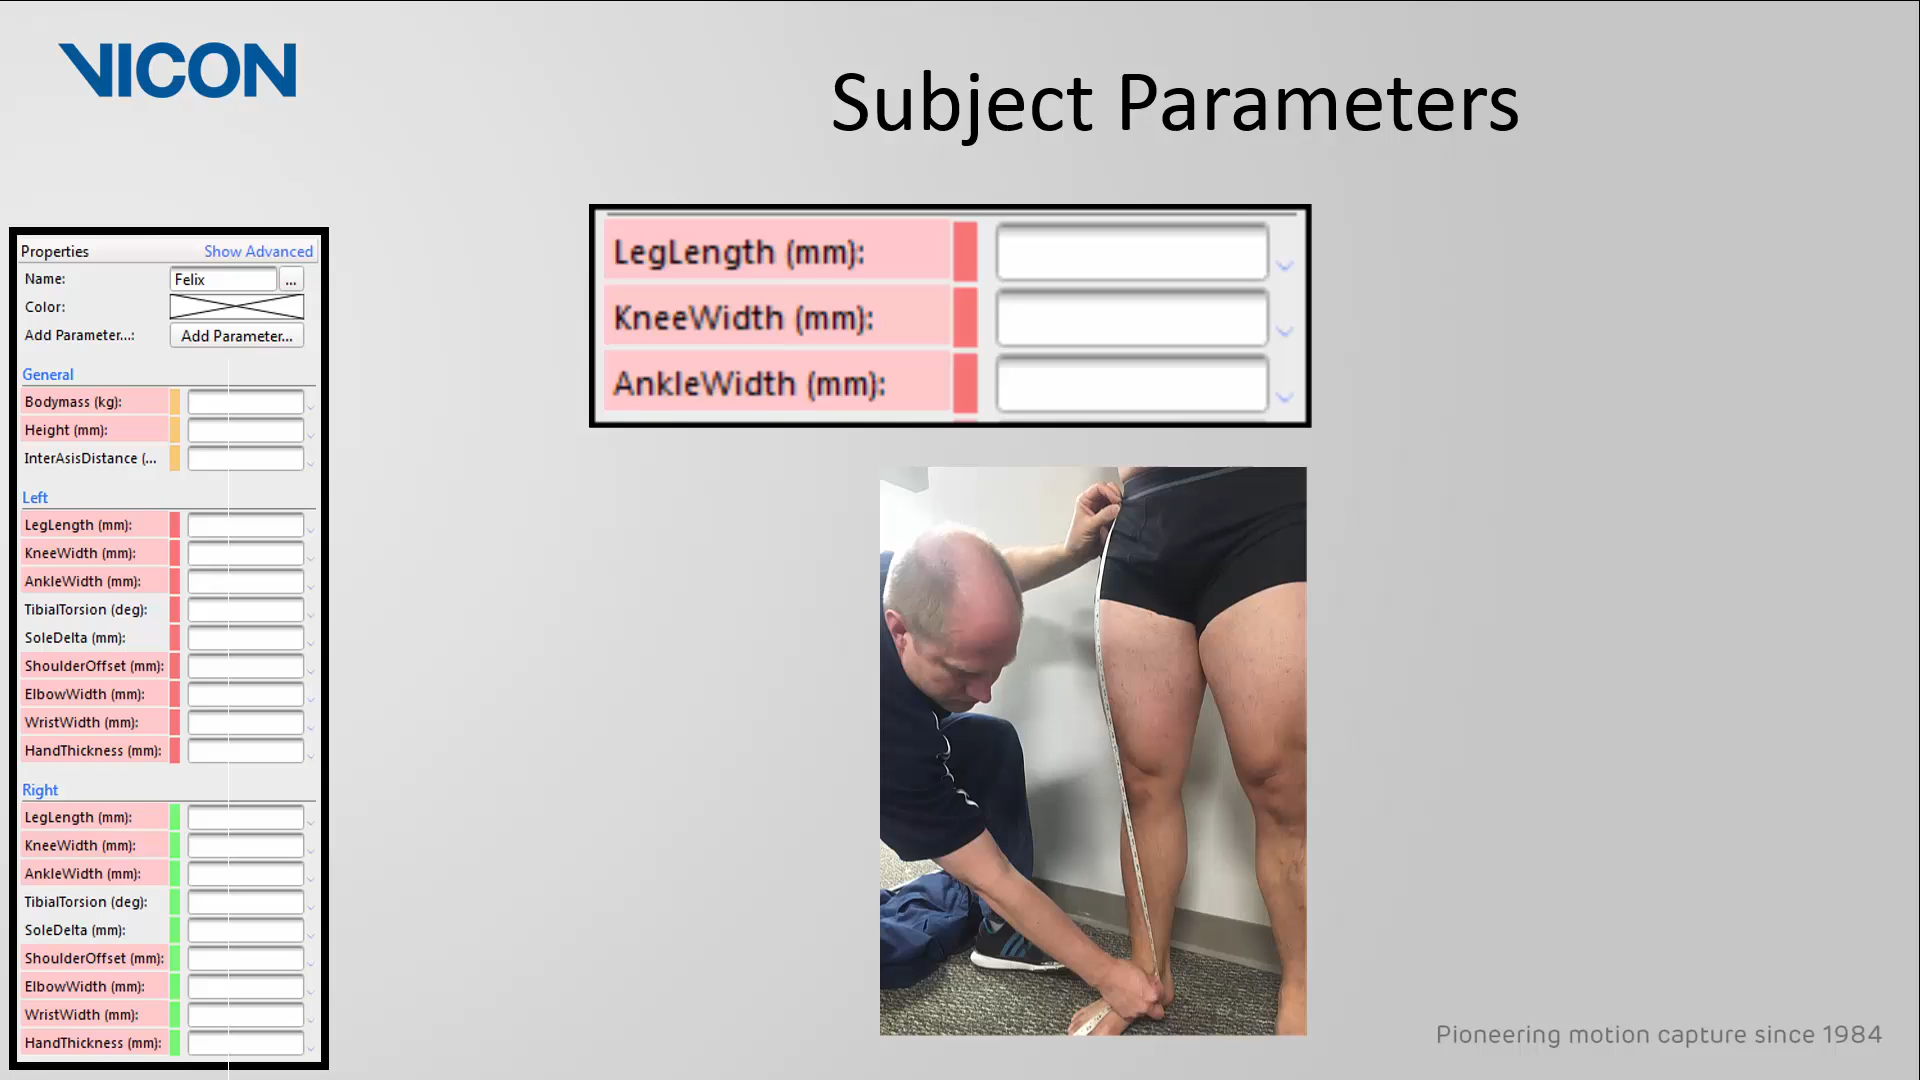 VICON
Subject Parameters
Properties Show Advanced
Name: Felix ...
Color:
Add Parameter...: Add Parameter...
General
Bodymass (kg):
Height (mm):
InterAsisDistance (...
Left
LegLength (mm):
KneeWidth (mm):
AnkleWidth (mm):
TibialTorsion (deg):
SoleDelta (mm):
ShoulderOffset (mm):
ElbowWidth (mm):
WristWidth (mm):
HandThickness (mm):
Right
LegLength (mm):
KneeWidth (mm):
AnkleWidth (mm):
TibialTorsion (deg):
SoleDelta (mm):
ShoulderOffset (mm):
ElbowWidth (mm):
WristWidth (mm):
HandThickness (mm):
LegLength (mm):
KneeWidth (mm):
AnkleWidth (mm):
Pioneering motion capture since 1984